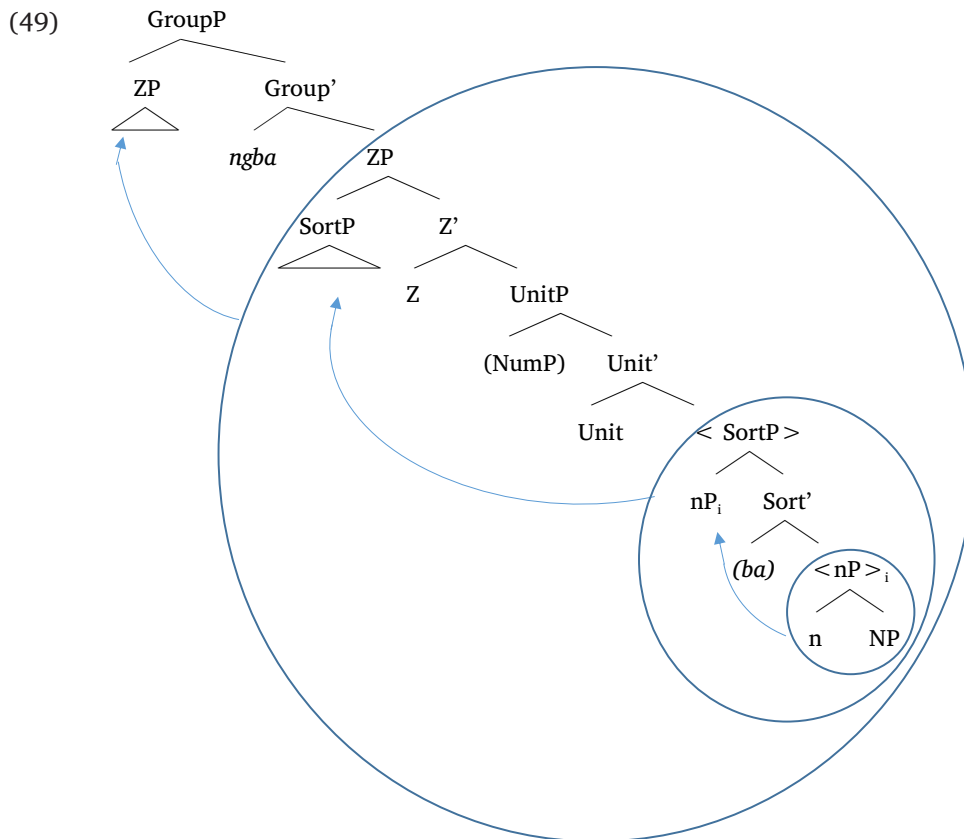 (49)
GroupP
ZP Group’
ngba ZP
SortP Z’
Z UnitP
(NumP) Unit’
Unit < SortP >
nPi Sort’
(ba) <nP>i
n NP